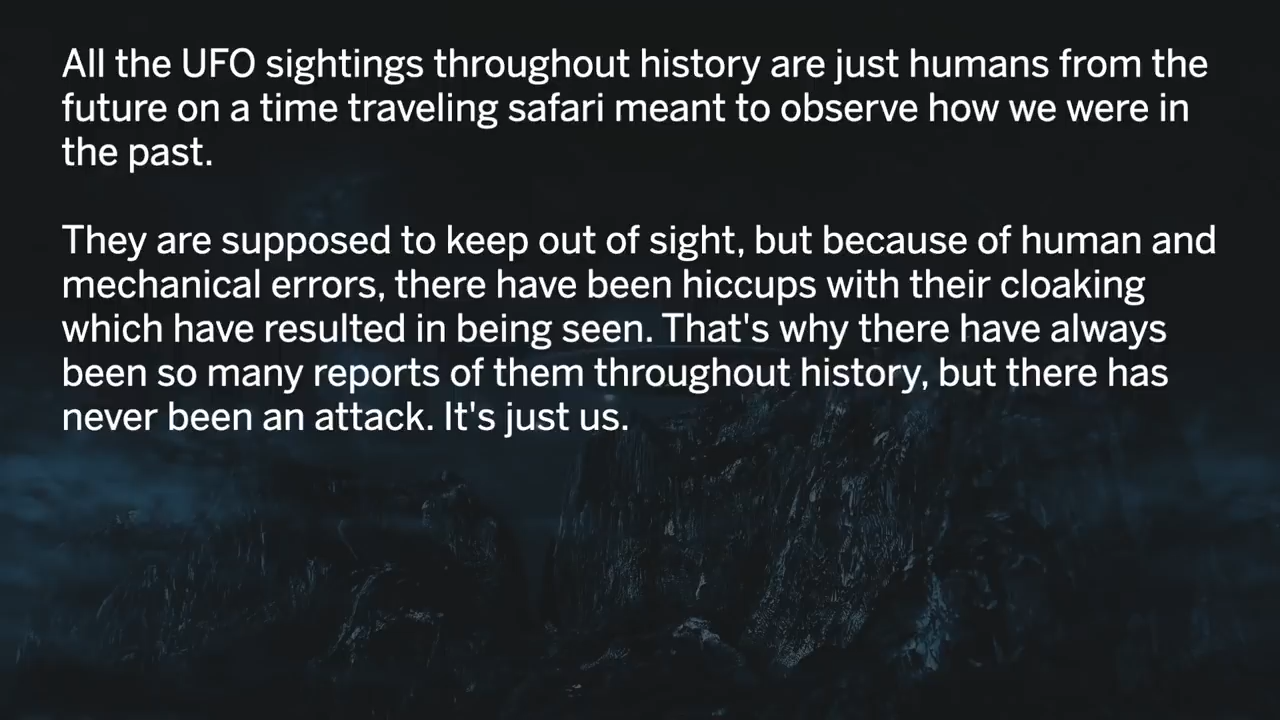 All the UFO sightings throughout history are just humans from the
future on a time traveling safari meant to observe how we were in
the past.
They are supposed to keep out of sight, but because of human and
mechanical errors, there have been hiccups with their cloaking
which have resulted in being seen. That's why there have always
been so many reports of them throughout history, but there has
never been an attack. It's just us.